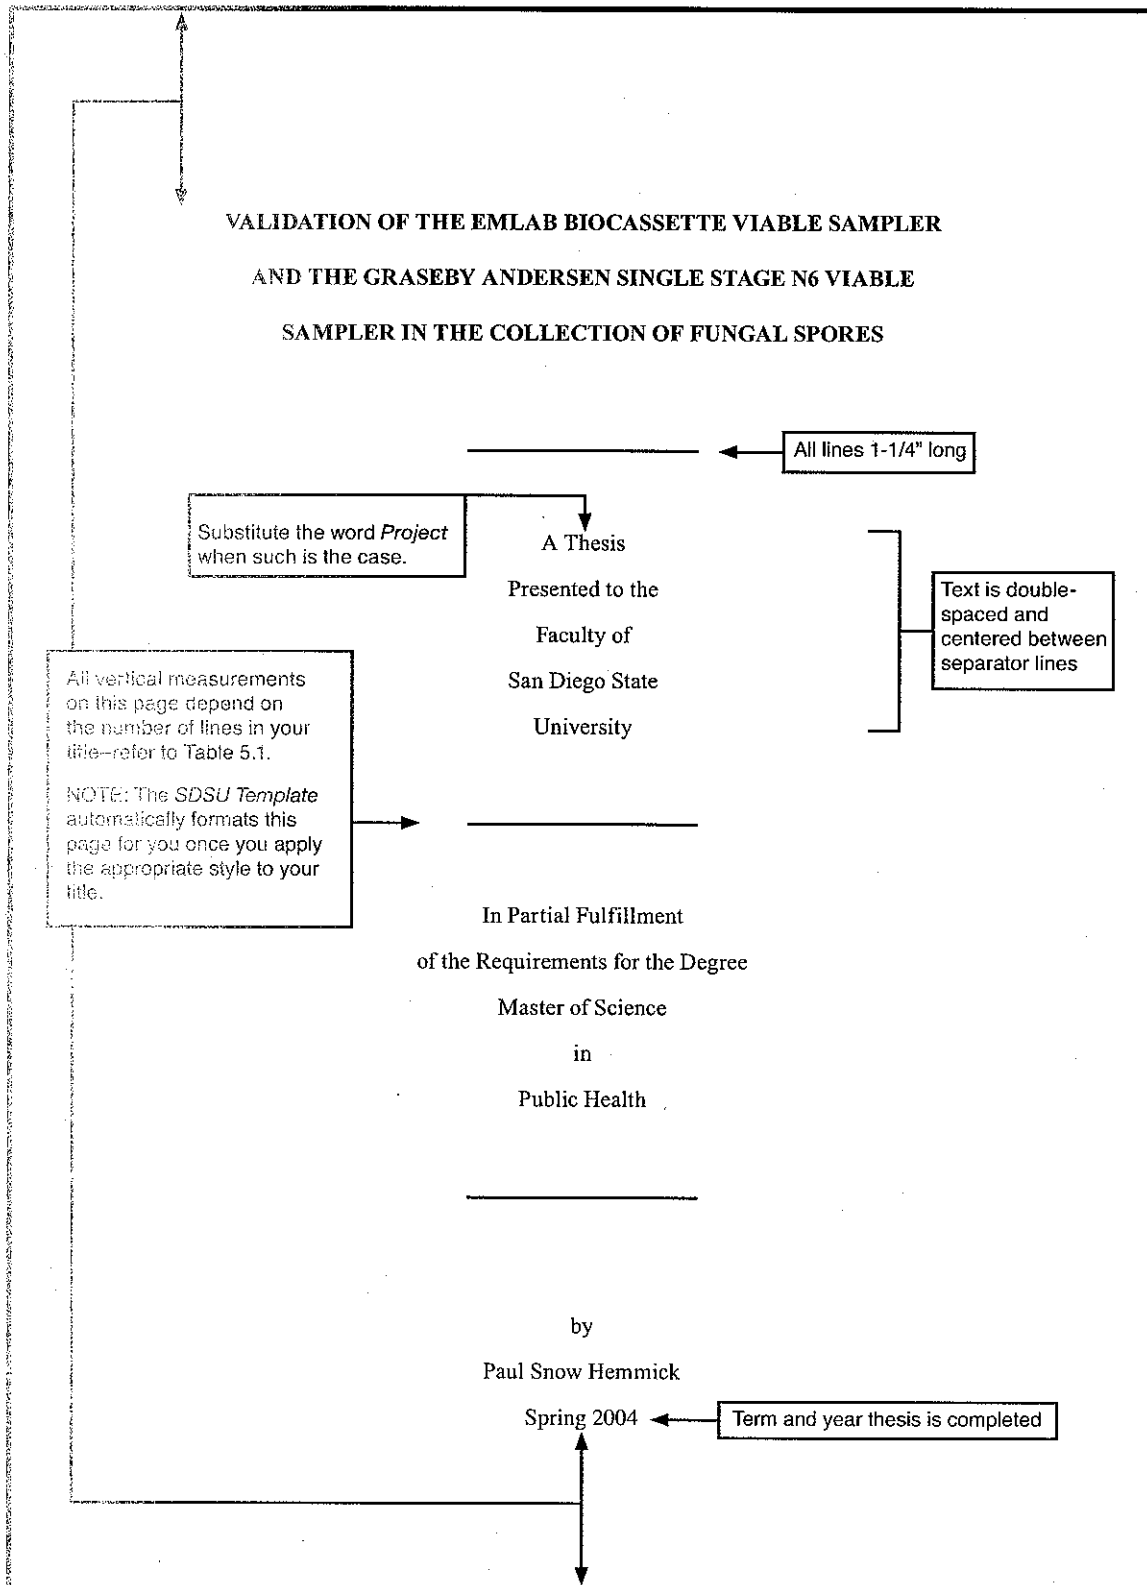 VALIDATION OF THE EMLAB BIOCASSETTE VIABLE SAMPLER
AND THE GRASEBY ANDERSEN SINGLE STAGE N6 VIABLE
SAMPLER IN THE COLLECTION OF FUNGAL SPORES
All lines 1-1/4" long
Substitute the word Project
when such is the case.
A Thesis
Presented to the
Faculty of
San Diego State
University
Text is double-
spaced and
centered between
separator lines
All vertical measurements
on this page depend on
the number of lines in your
title–refer to Table 5.1.
NOTE: The SDSU Template
automatically formats this
page for you once you apply
the appropriate style to your
title.
In Partial Fulfillment
of the Requirements for the Degree
Master of Science
in
Public Health
by
Paul Snow Hemmick
Spring 2004
Term and year thesis is completed